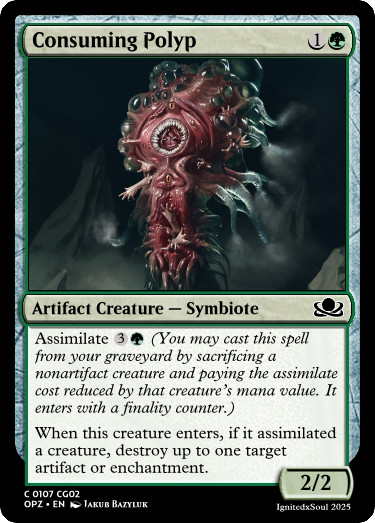 Consuming Polyp 1
Artifact Creature — Symbiote
Assimilate 3 (You may cast this spell
from your graveyard by sacrificing a
nonartifact creature and paying the assimilate
cost reduced by that creature's mana value. It
enters with a finality counter.)
When this creature enters, if it assimilated
a creature, destroy up to one target
artifact or enchantment.
2/2
C 0107 CG02
OPZ • EN Jakub Bazyluk
IgnitedxSoul 2025